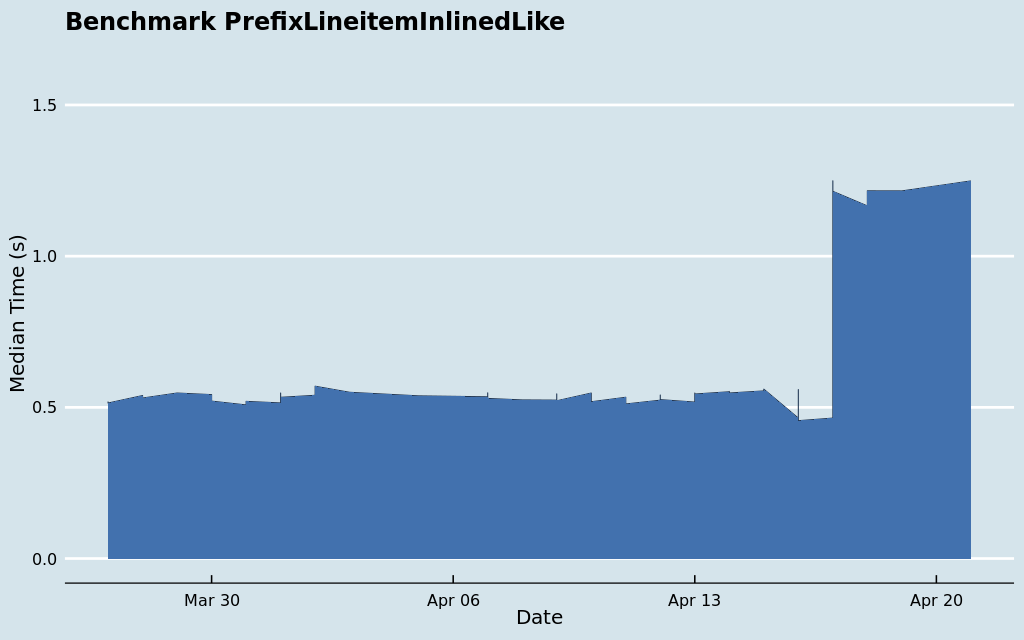 Benchmark PrefixLineitemInlinedLike
Median Time (s)
1.5
1.0
0.5
0.0
Mar 30
Apr 06
Apr 13
Apr 20
Date